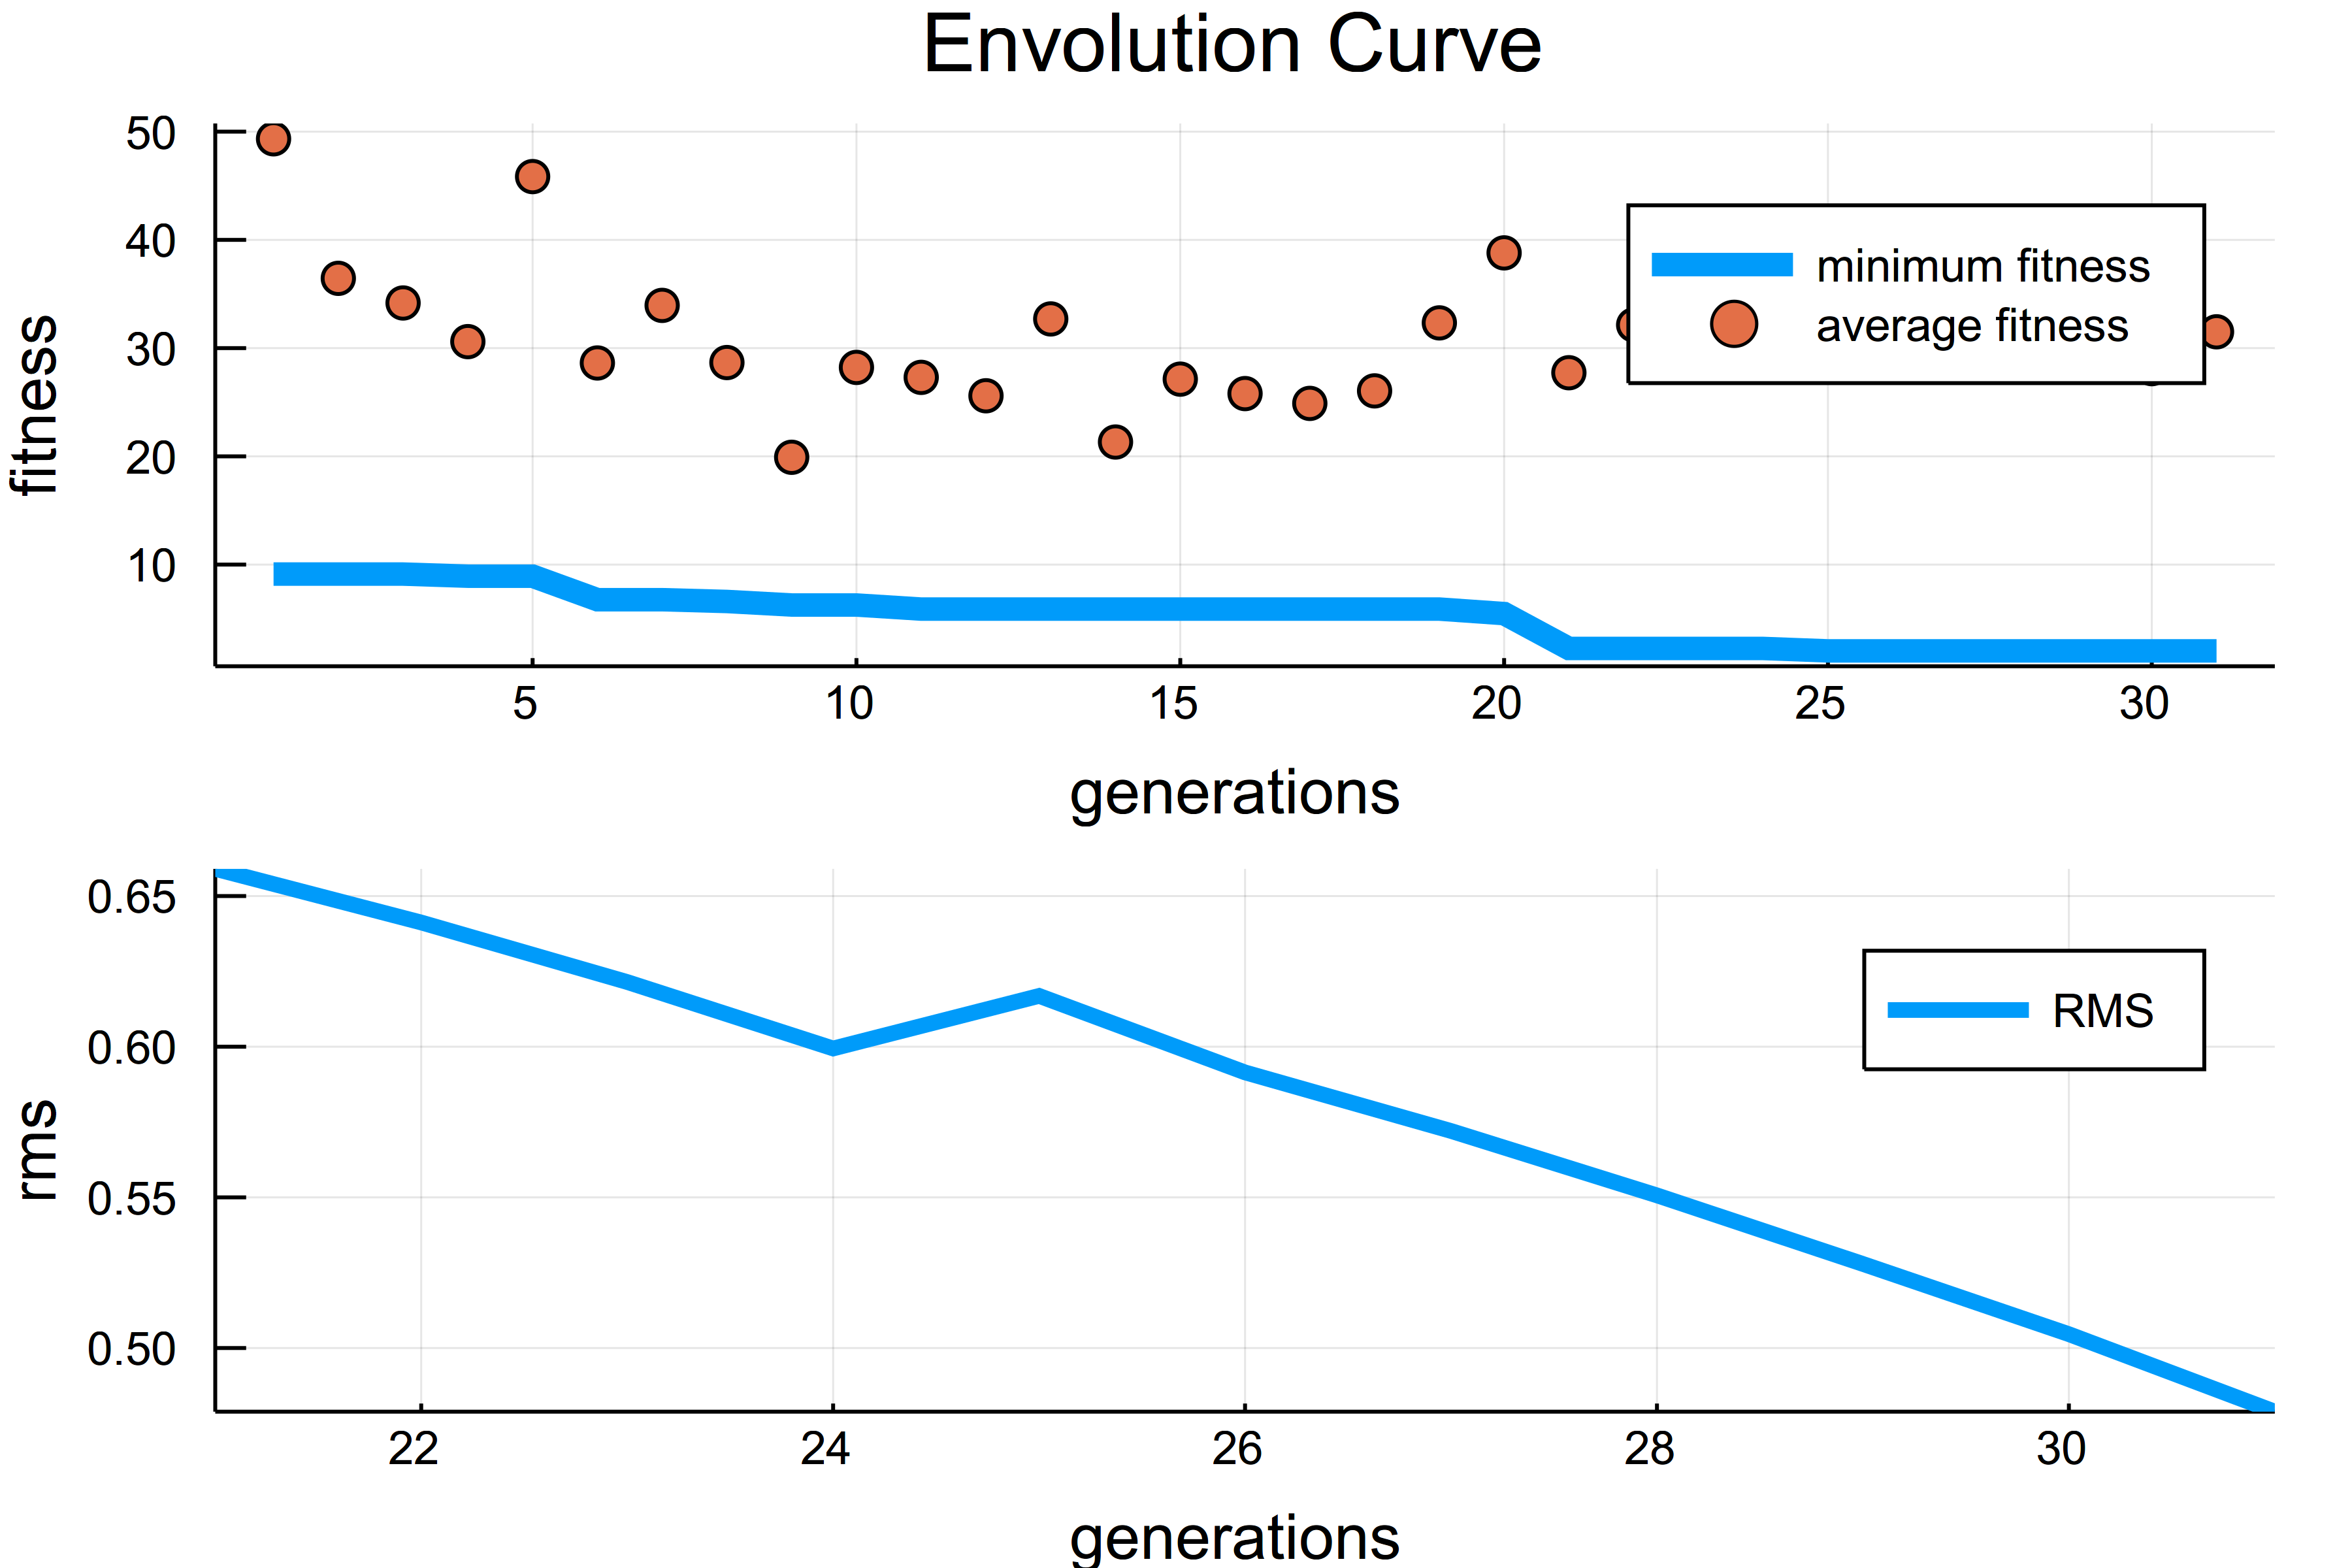 Envolution Curve
50
40
30
20
10
fitness
minimum fitness
average fitness
5 10 15 20 25 30
generations
0.65
0.60
0.55
0.50
rms
RMS
22 24 26 28 30
generations